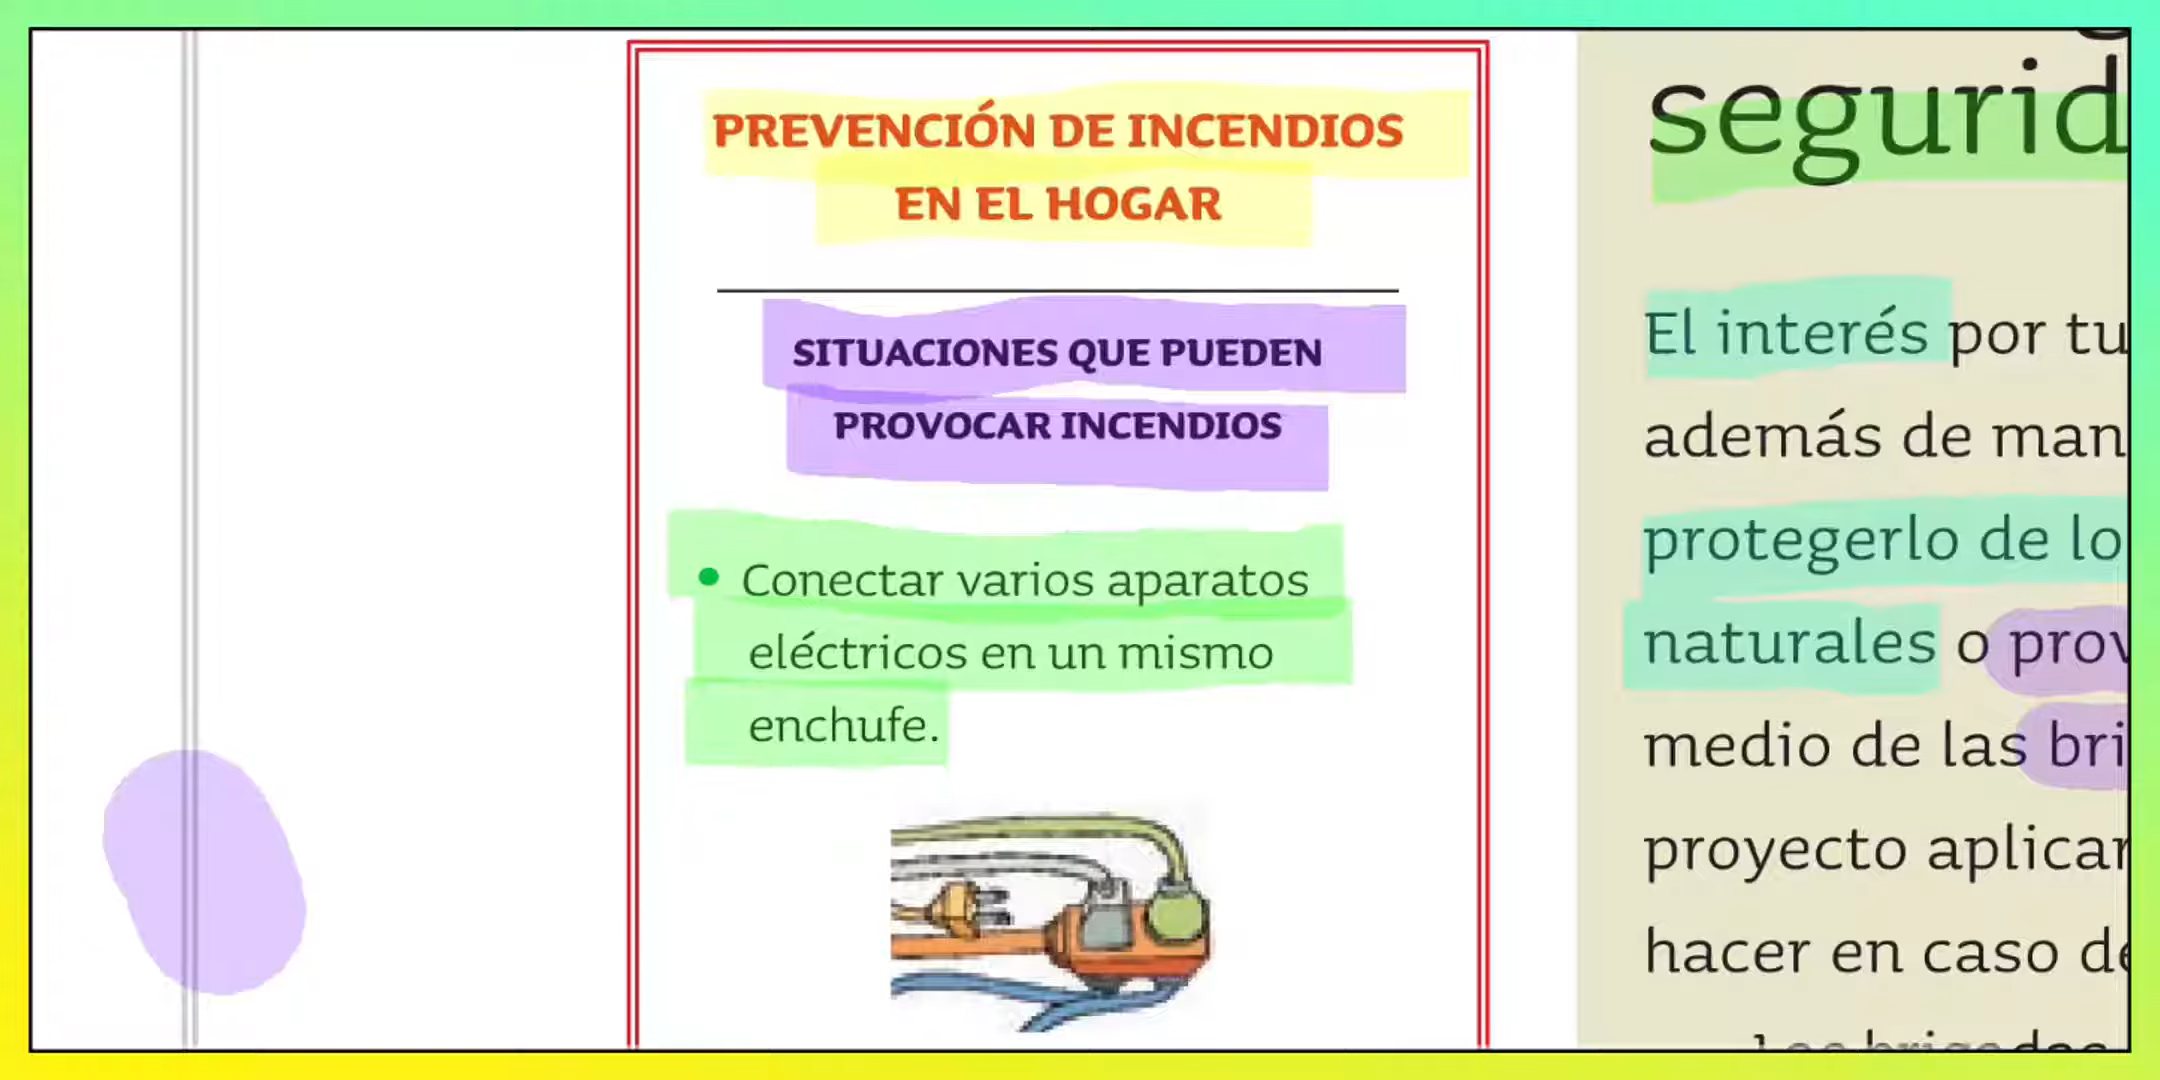 PREVENCIÓN DE INCENDIOS
EN EL HOGAR
SITUACIONES QUE PUEDEN
PROVOCAR INCENDIOS
• Conectar varios aparatos
eléctricos en un mismo
enchufe.
segurid
El interés por tu
además de man
protegerlo de lo
naturales o prov
medio de las bri
proyecto aplicar
hacer en caso de